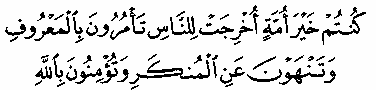 كُنتُمْ خَيْرَ أُمَّةٍ أُخْرِجَتْ لِلنَّاسِ تَأْمُرُونَ بِالْمَعْرُوفِ
وَتَنْهَوْنَ عَنِ الْمُنكَرِ وَتُؤْمِنُونَ بِاللَّهِ